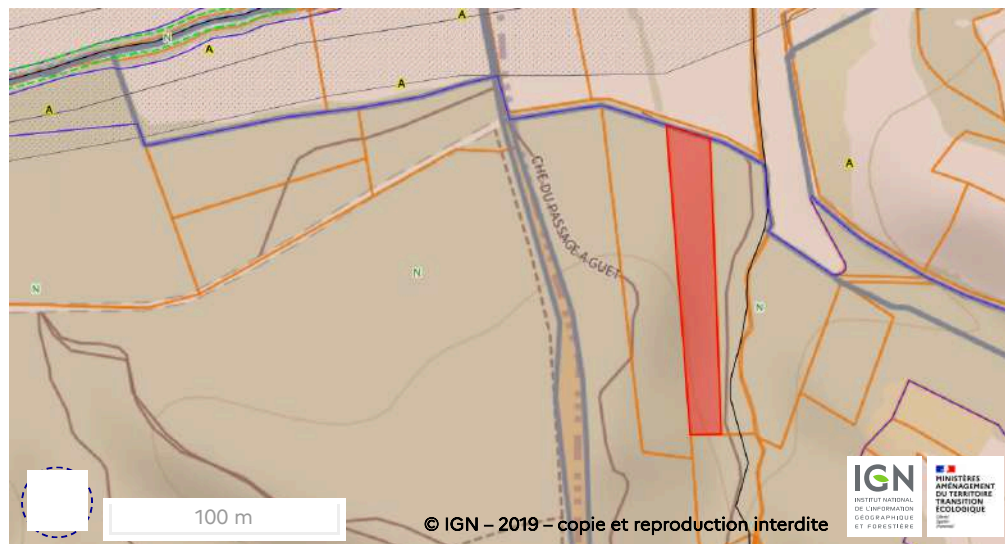 A
N
A
A
A
A
CHE DU PASSAGE A GUET
N
N
N
100 m
© IGN – 2019 – copie et reproduction interdite
IGN
INSTITUT NATIONAL
DE L'INFORMATION
GÉOGRAPHIQUE
ET FORESTIÈRE
MINISTÈRES
AMÉNAGEMENT
DU TERRITOIRE
TRANSITION
ÉCOLOGIQUE